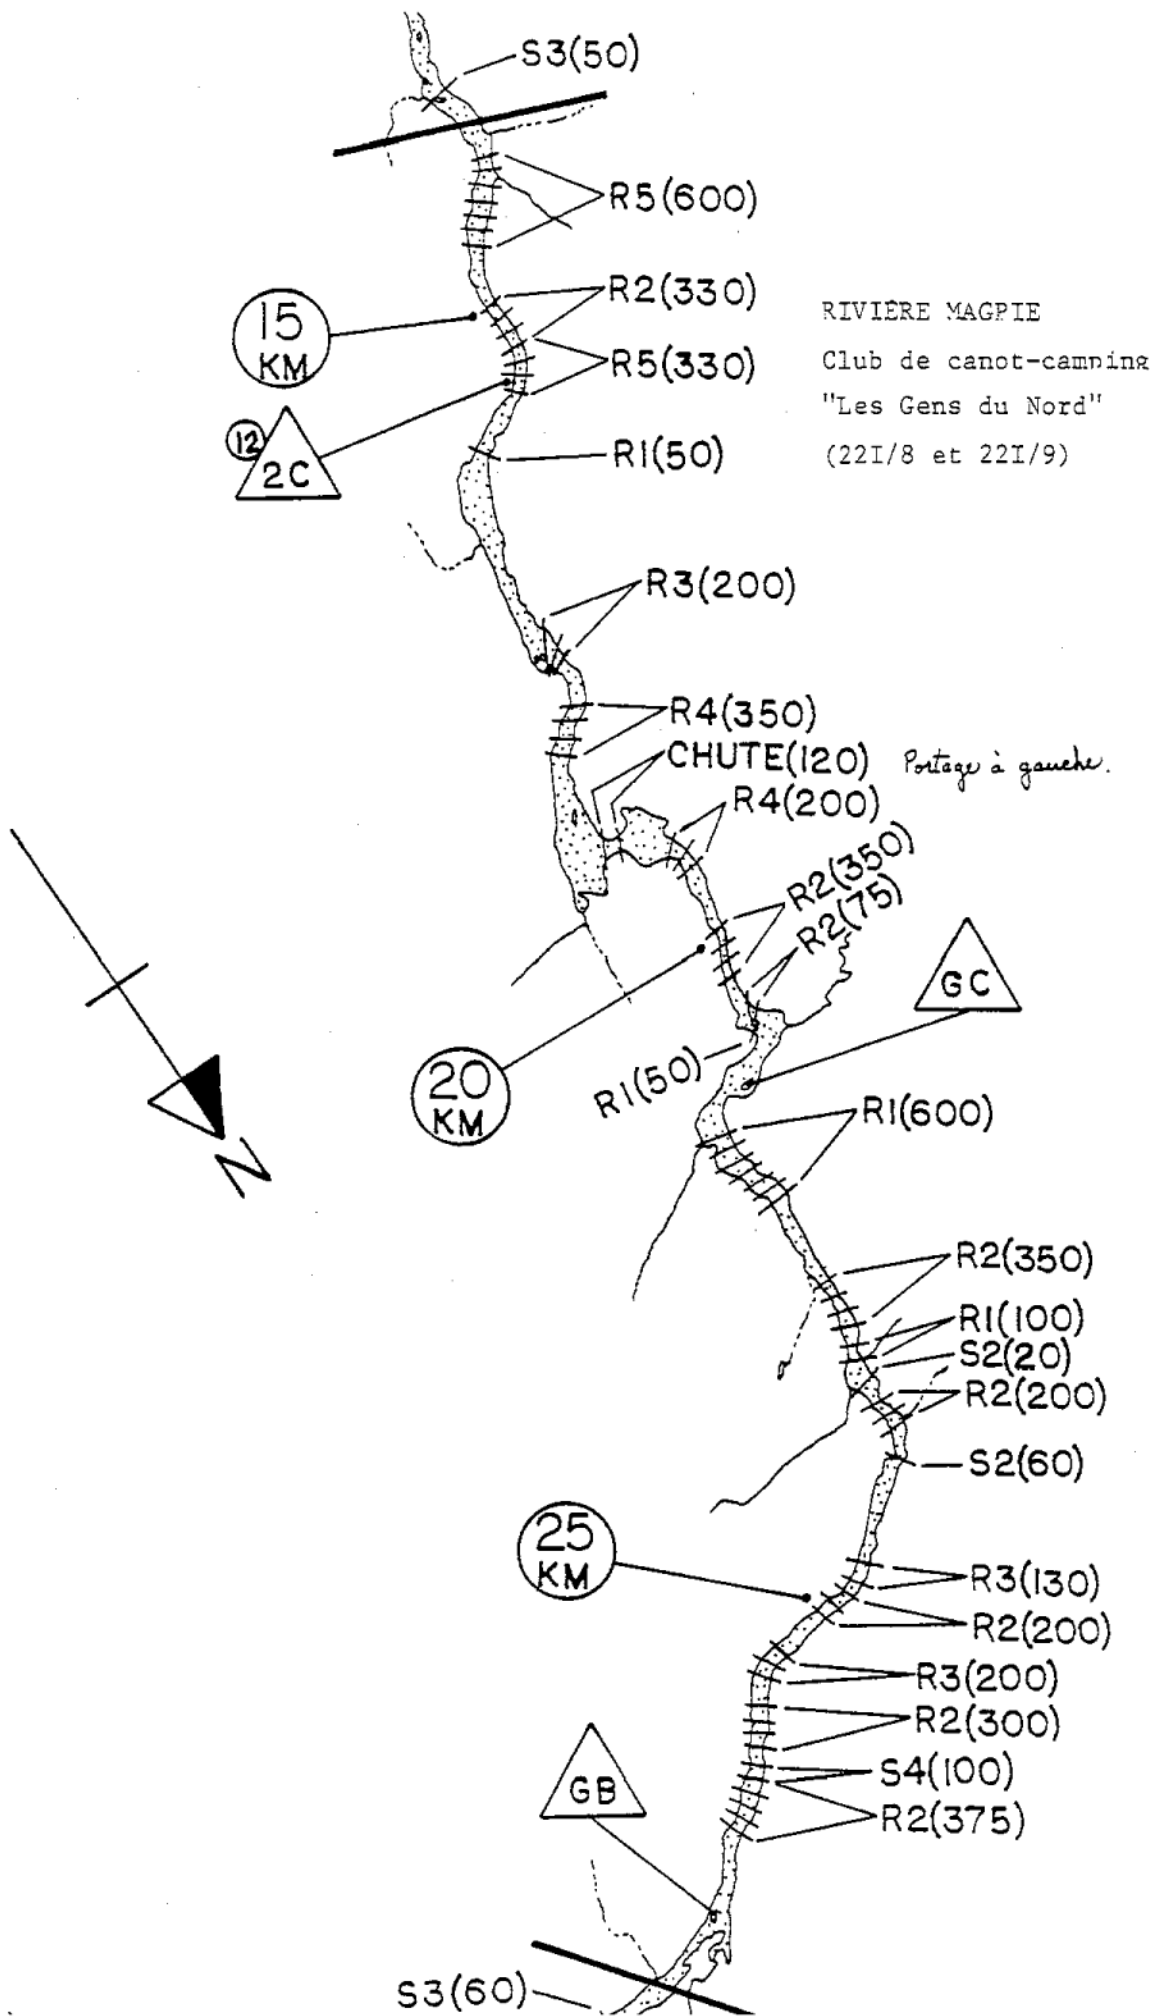 S3(50)
R5(600)
R2(330)
15
KM
RIVIÈRE MAGPIE
R5(330)
Club de canot-camping
"Les Gens du Nord"
12
2C
R1(50)
(22I/8 et 22I/9)
R3(200)
R4(350)
CHUTE(120) Portage à gauche.
R4(200)
R2(350)
R2(75)
GC
20
KM
R1(50)
R1(600)
N
R2(350)
R1(100)
S2(20)
R2(200)
S2(60)
25
KM
R3(130)
R2(200)
R3(200)
R2(300)
S4(100)
GB
R2(375)
S3(60)